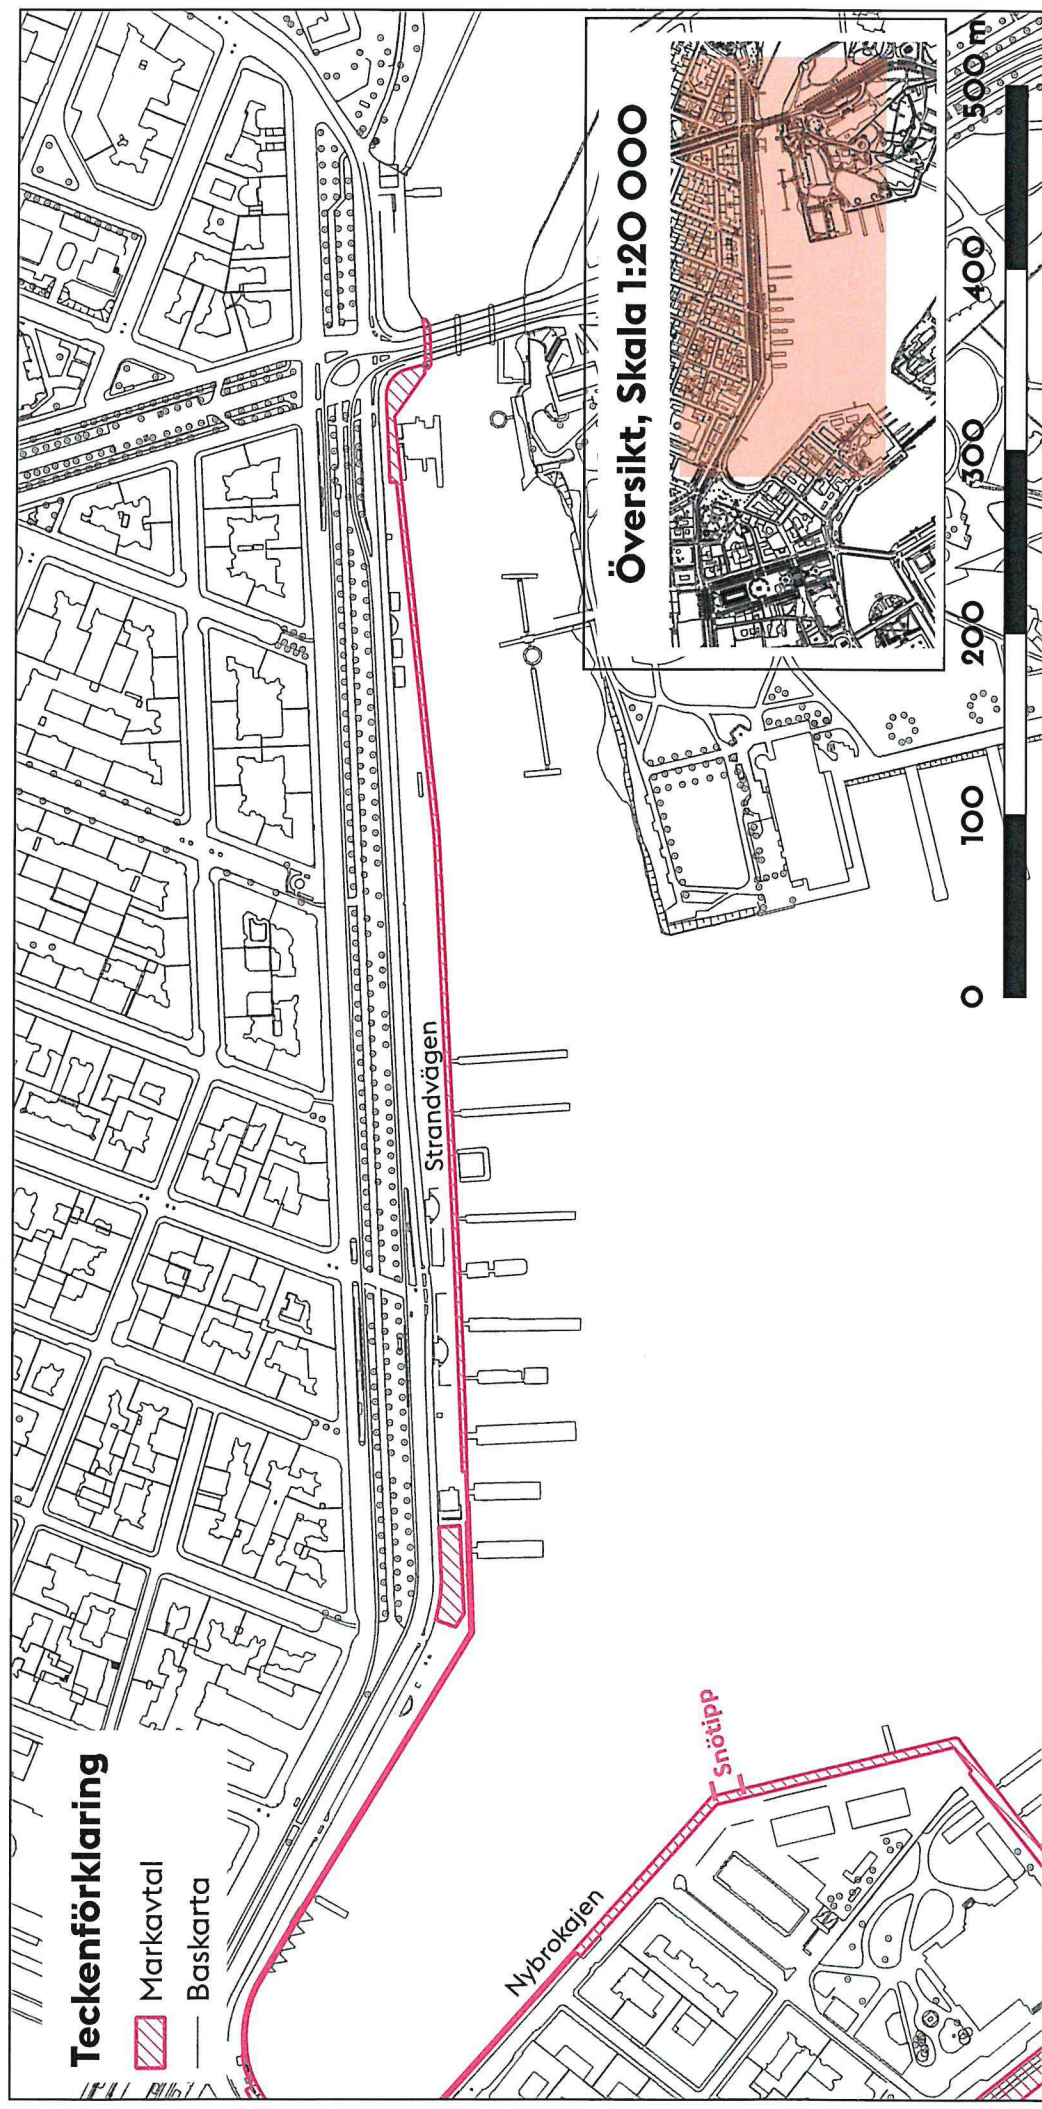 Teckenförklaring
Markavtal
Baskarta
Strandvägen
Nybrokajen
Snötipp
Översikt, Skala 1:20 000
0 100 200 300 400 500 m